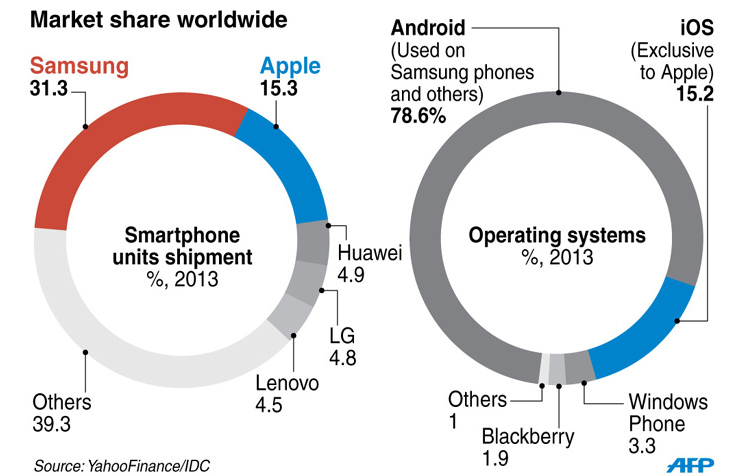 Market share worldwide
Samsung
31.3
Apple
15.3
Smartphone
units shipment
%, 2013
Huawei
4.9
LG
4.8
Lenovo
4.5
Others
39.3
Android
(Used on
Samsung phones
and others)
78.6%
iOS
(Exclusive
to Apple)
15.2
Operating systems
%, 2013
Others
1
Blackberry
1.9
Windows
Phone
3.3
Source: YahooFinance/IDC
AFP